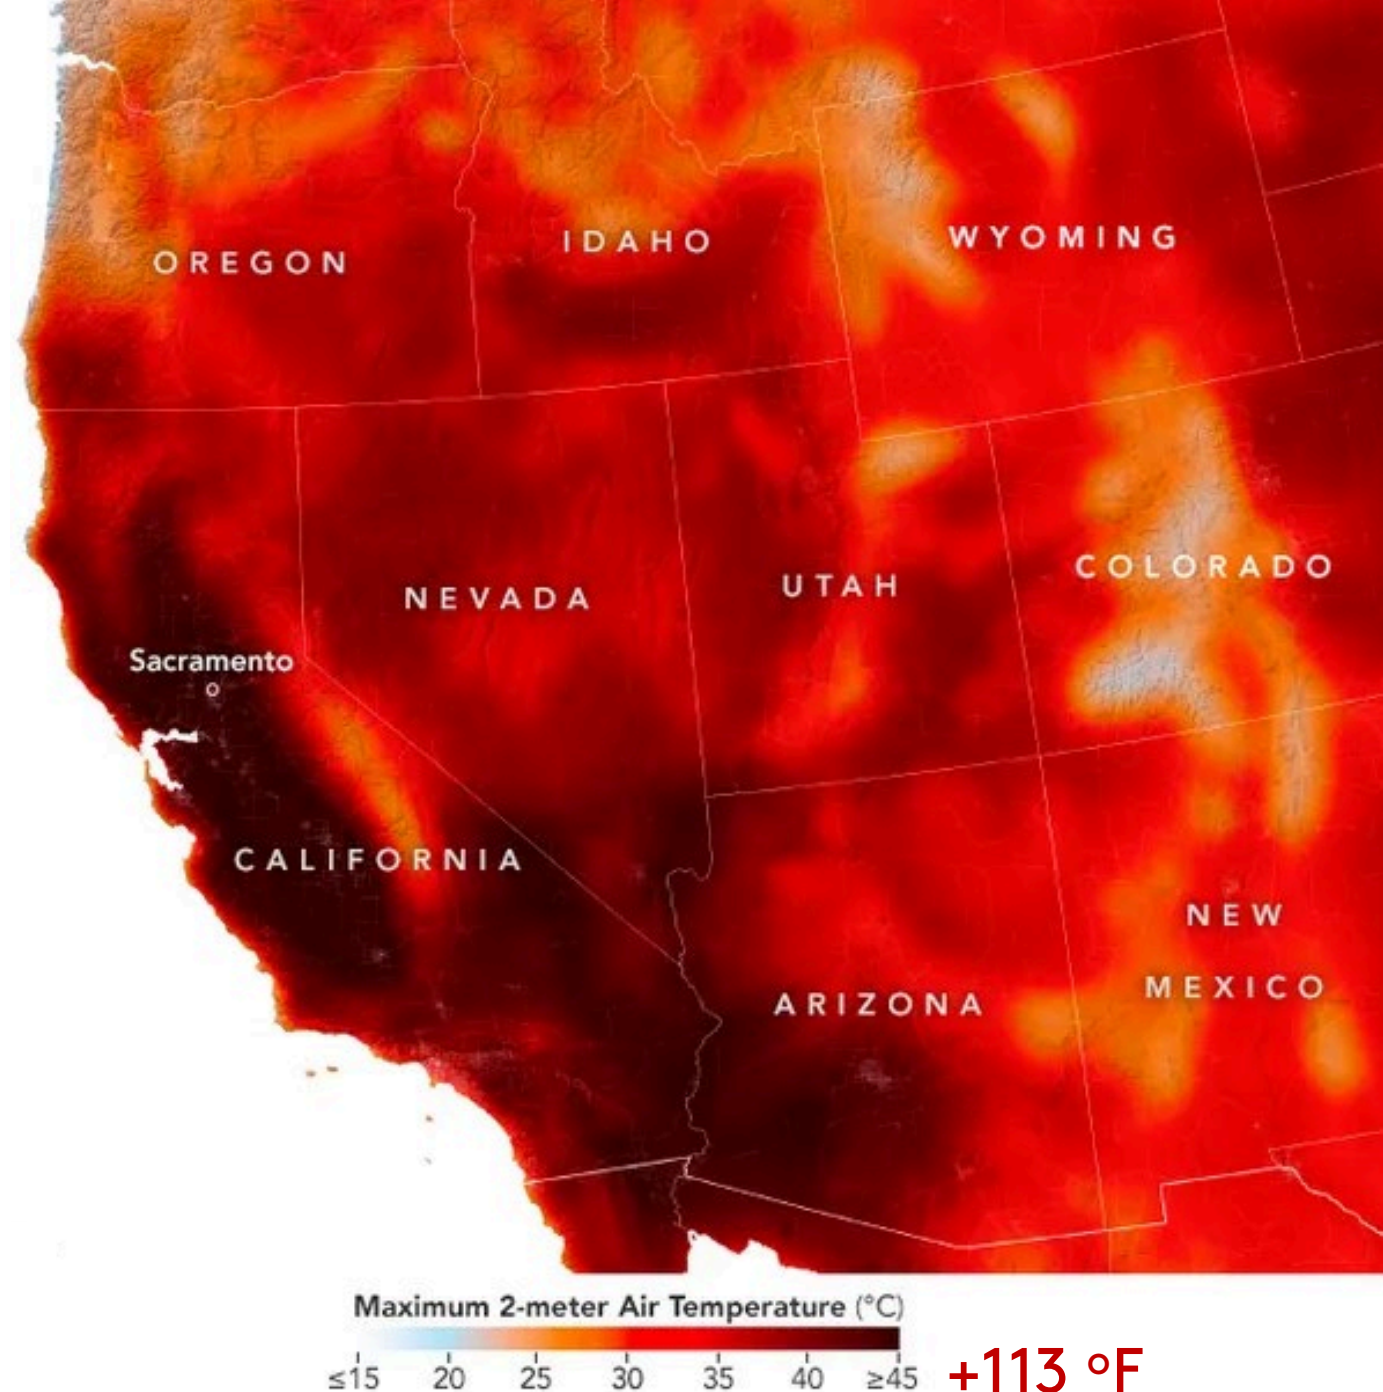 OREGON
IDAHO
WYOMING
NEVADA
UTAH
COLORADO
Sacramento
CALIFORNIA
NEW
MEXICO
ARIZONA
Maximum 2-meter Air Temperature (°C)
≤15 20 25 30 35 40 ≥45
+113 °F